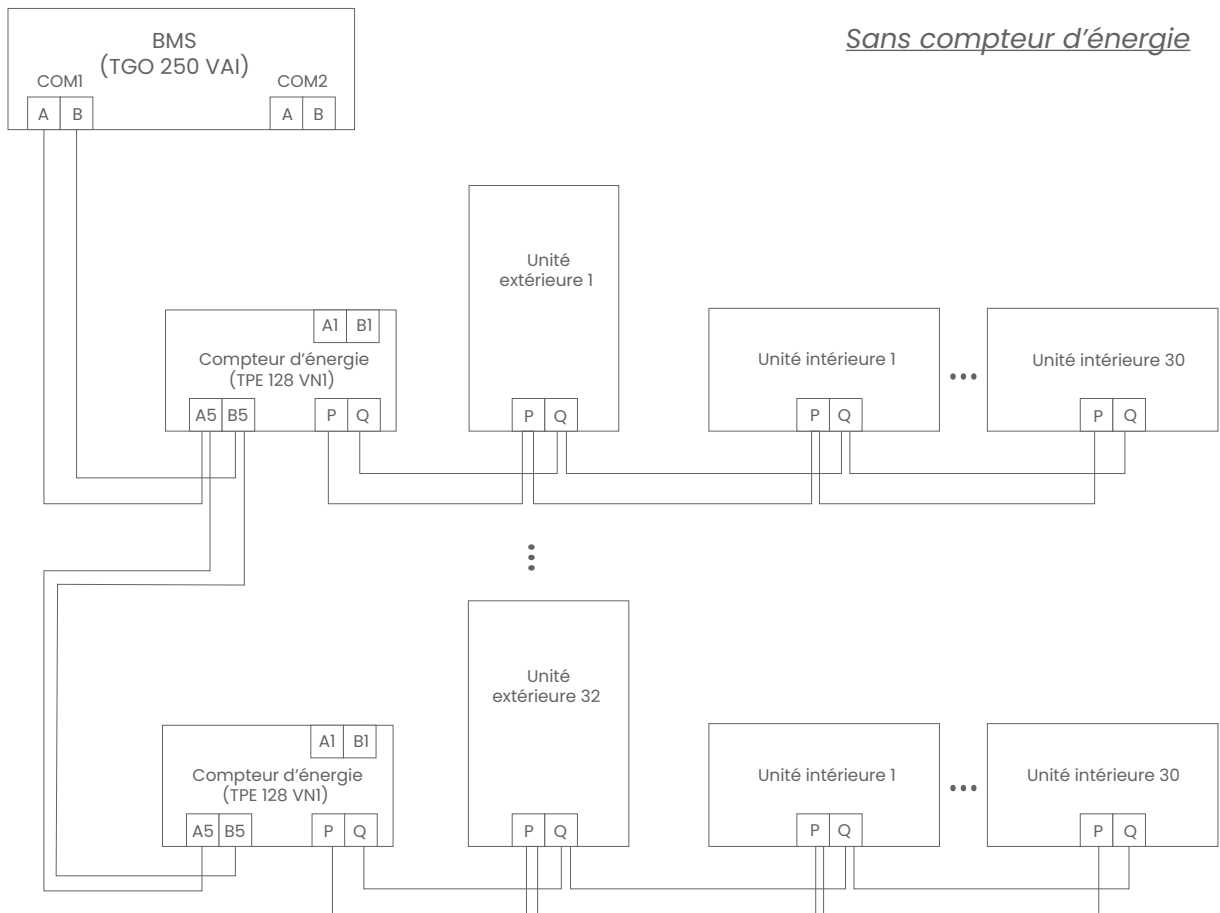 Sans compteur d’énergie
BMS
(TGO 250 VAI)
COM1
COM2
A B
A B
Unité
extérieure 1
A1 B1
Compteur d’énergie
(TPE 128 VN1)
A5 B5
P Q
P Q
Unité intérieure 1
P Q
...
Unité intérieure 30
P Q
...
Unité
extérieure 32
A1 B1
Compteur d’énergie
(TPE 128 VN1)
A5 B5
P Q
P Q
Unité intérieure 1
P Q
...
Unité intérieure 30
P Q